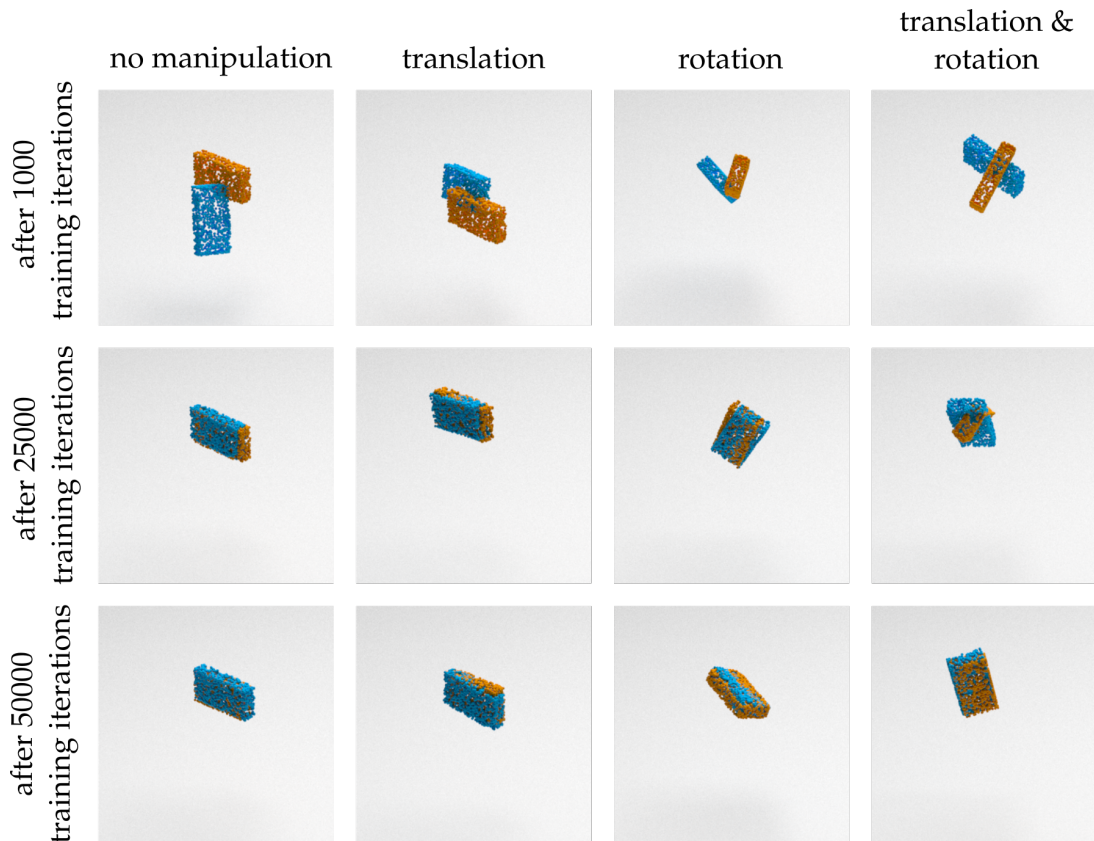 translation &
no manipulation translation rotation rotation
after 1000
training iterations
after 25000
training iterations
after 50000
training iterations